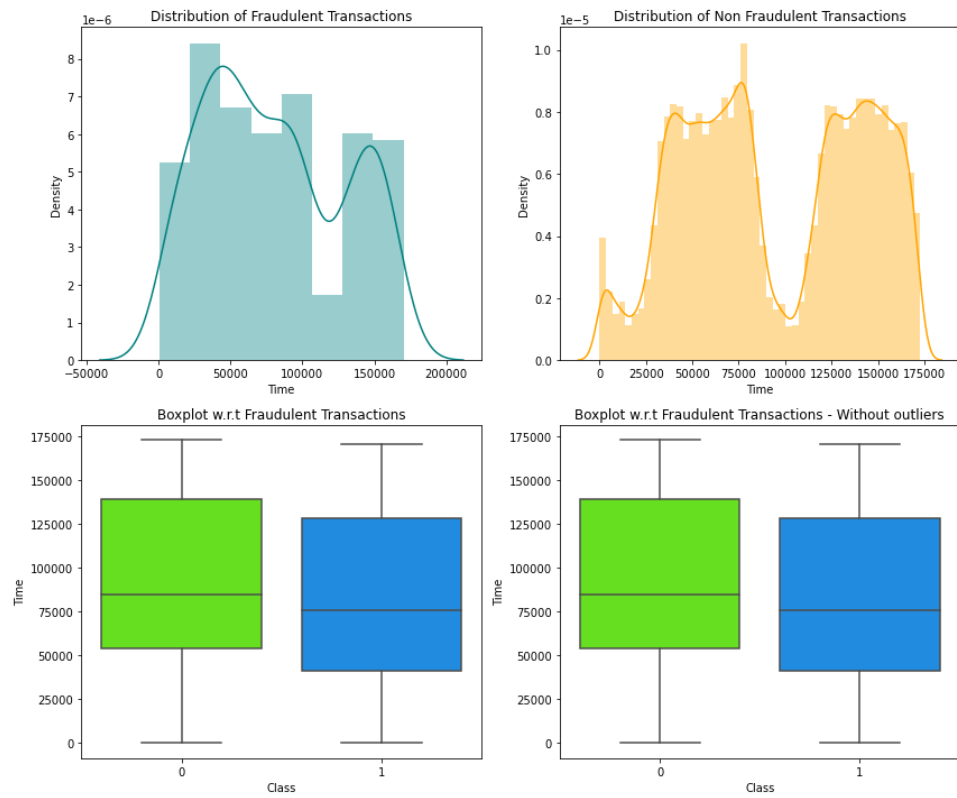 Distribution of Fraudulent Transactions
1e−6
8
7
6
5
4
3
2
1
0
Density
−50000 0 50000 100000 150000 200000
Time
Distribution of Non Fraudulent Transactions
1e−5
1.0
0.8
0.6
0.4
0.2
0.0
Density
0 25000 50000 75000 100000 125000 150000 175000
Time
Boxplot w.r.t Fraudulent Transactions
175000
150000
125000
100000
75000
50000
25000
0
Time
0 1
Class
Boxplot w.r.t Fraudulent Transactions - Without outliers
175000
150000
125000
100000
75000
50000
25000
0
Time
0 1
Class